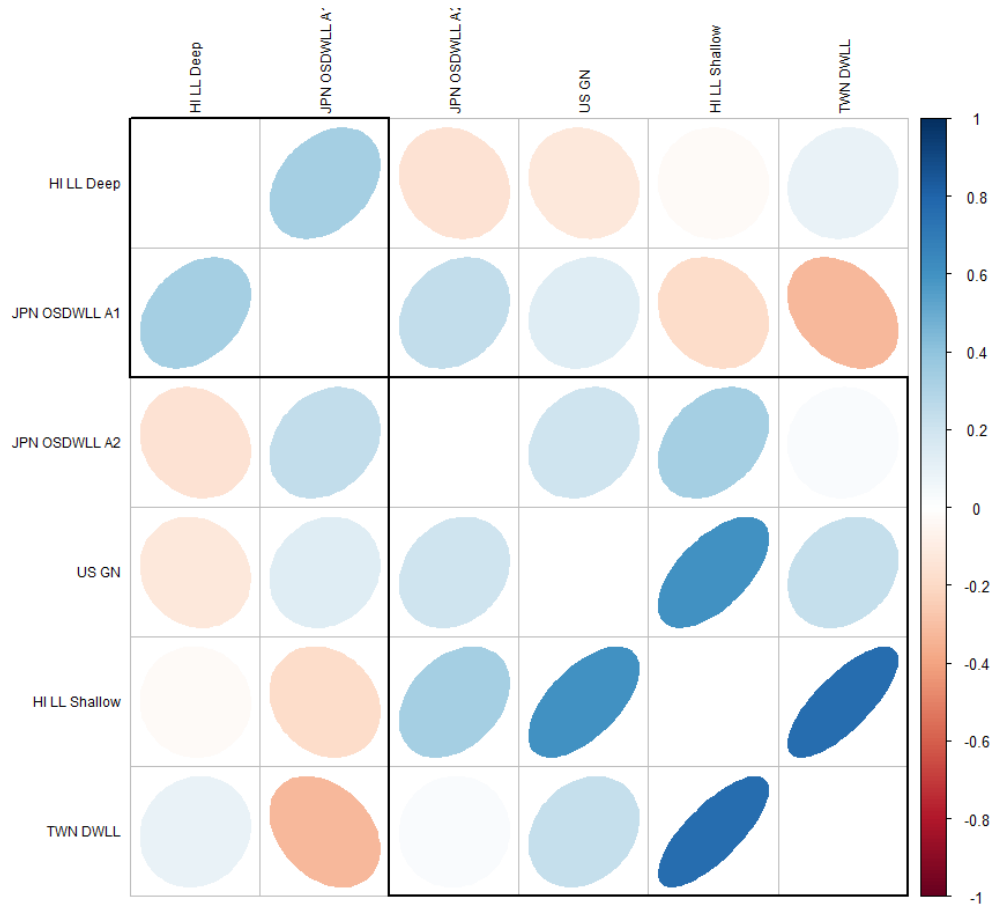 HI LL Deep
JPN OSDWLL A1
JPN OSDWLL A2
US GN
HI LL Shallow
TWN DWLL
HI LL Deep
JPN OSDWLL A1
JPN OSDWLL A2
US GN
HI LL Shallow
TWN DWLL
1
0.8
0.6
0.4
0.2
0
-0.2
-0.4
-0.6
-0.8
-1